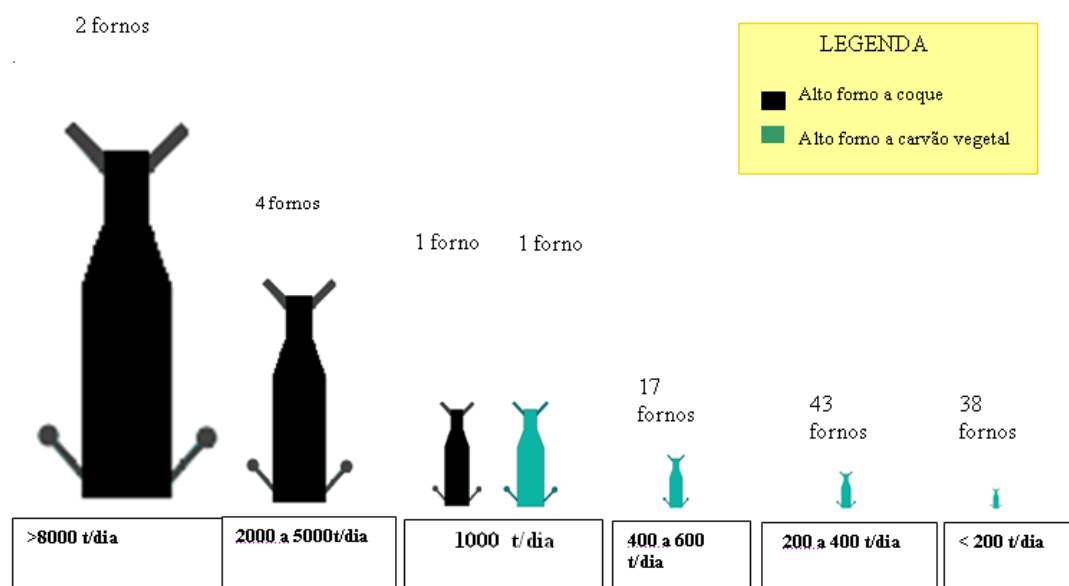 2 fornos
LEGENDA
Alto forno a coque
Alto forno a carvão vegetal
4 fornos
1 forno
1 forno
17
fornos
43
fornos
38
fornos
>8000 t/dia
2000 a 5000t/dia
1000 t/dia
400 a 600
t/dia
200 a 400 t/dia
< 200 t/dia